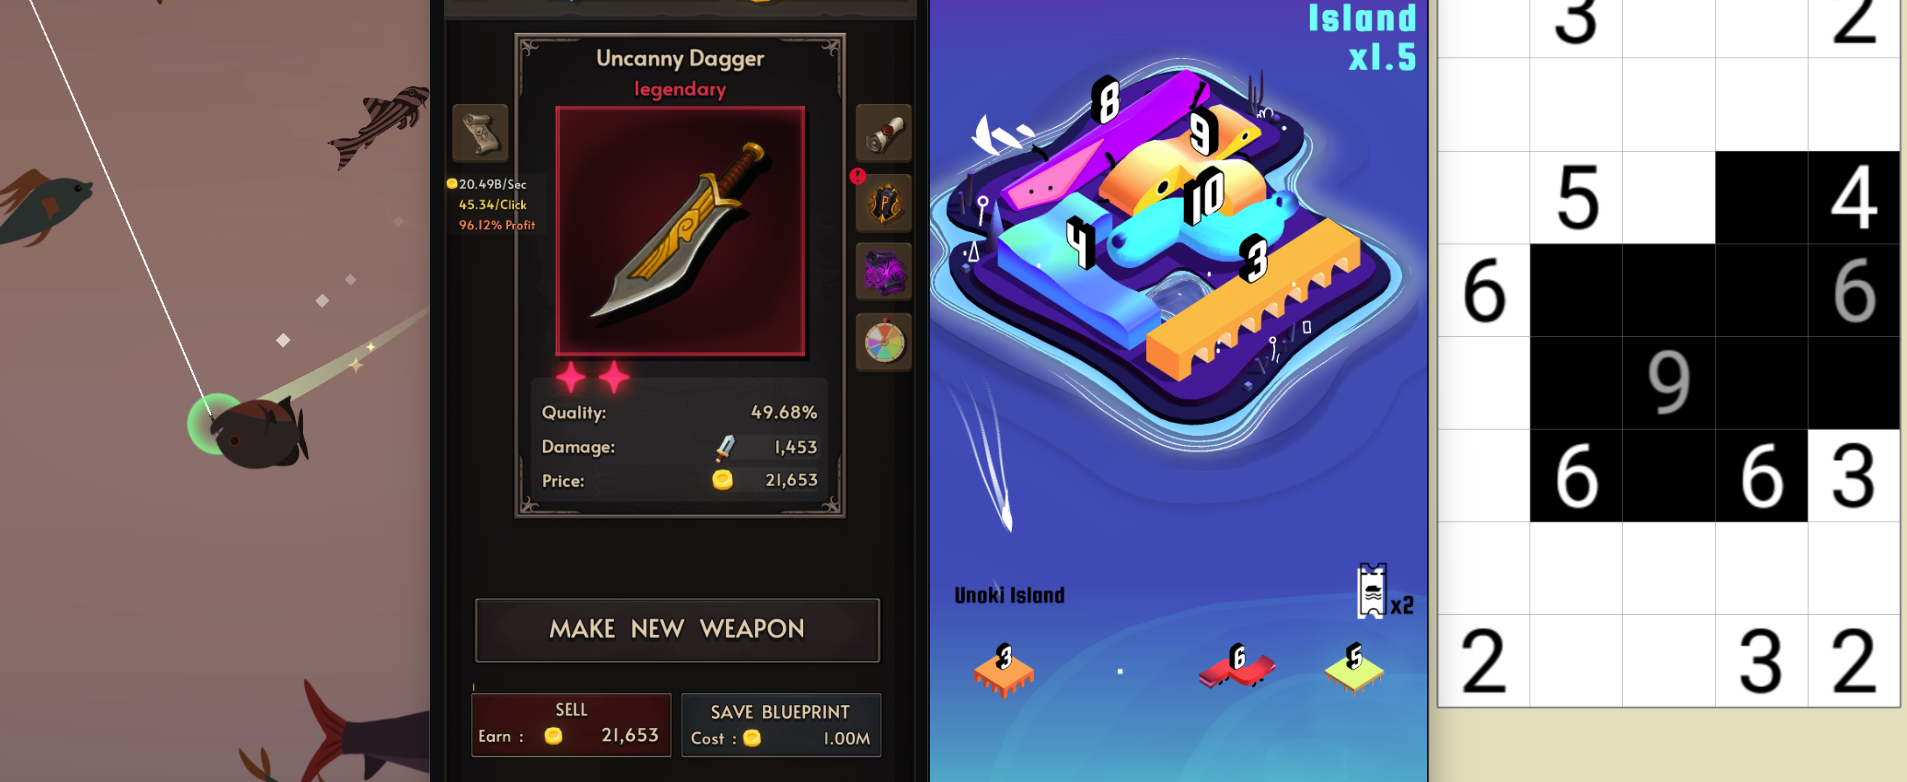 Uncanny Dagger
legendary
20.49B/Sec
45.34/Click
96.12% Profit
P
Quality: 49.68%
Damage: 1,453
Price: 21,653
MAKE NEW WEAPON
SELL
Earn : 21,653
SAVE BLUEPRINT
Cost : 1.00M
Island
x1.5
8
9
10
4
3
Unoki Island
x2
3 6 5
3 2
5 4
6 6
9
6 6 3
2 3 2